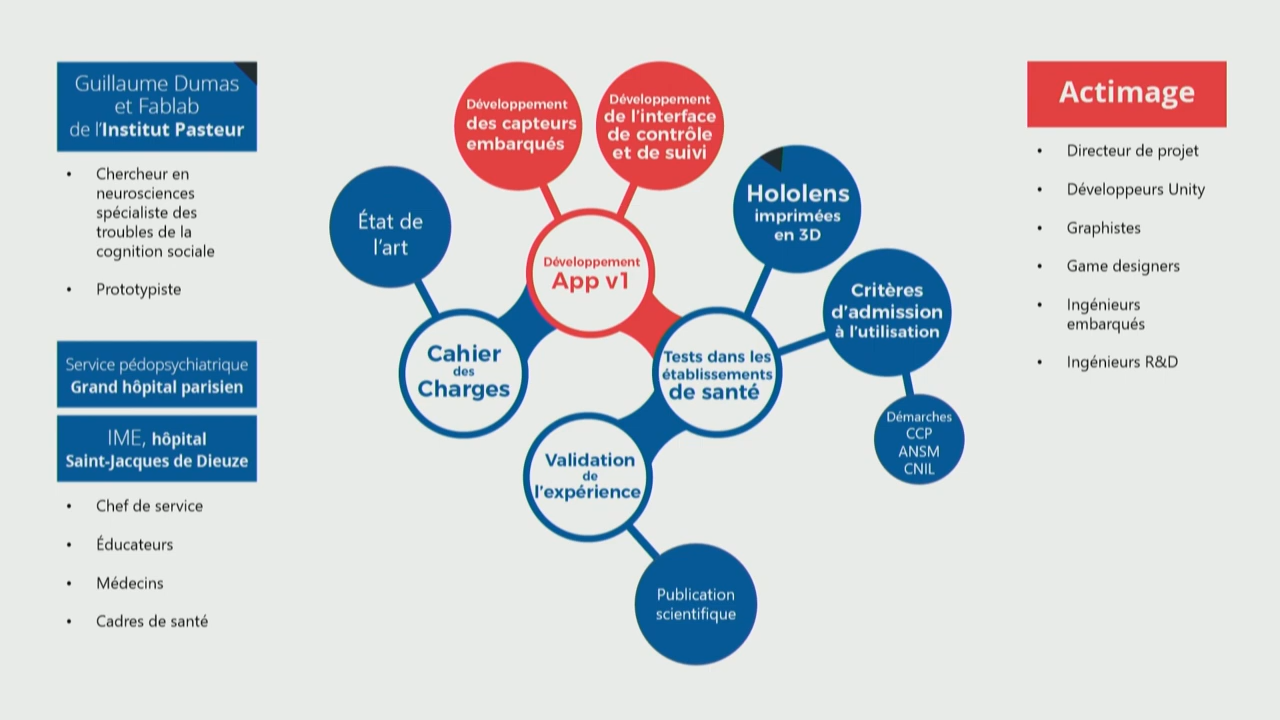 Guillaume Dumas
et Fablab
de l'Institut Pasteur
• Chercheur en
neurosciences
spécialiste des
troubles de la
cognition sociale
• Prototypiste
Service pédopsychiatrique
Grand hôpital parisien
IME, hôpital
Saint-Jacques de Dieuze
• Chef de service
• Éducateurs
• Médecins
• Cadres de santé
État de
l'art
Cahier
des
Charges
Développement
des capteurs
embarqués
Développement
de l'interface
de contrôle
et de suivi
Développement
App v1
Hololens
imprimées
en 3D
Critères
d'admission
à l'utilisation
Démarches
CCP
ANSM
CNIL
Tests dans les
établissements
de santé
Validation
de
l'expérience
Publication
scientifique
Actimage
• Directeur de projet
• Développeurs Unity
• Graphistes
• Game designers
• Ingénieurs
embarqués
• Ingénieurs R&D